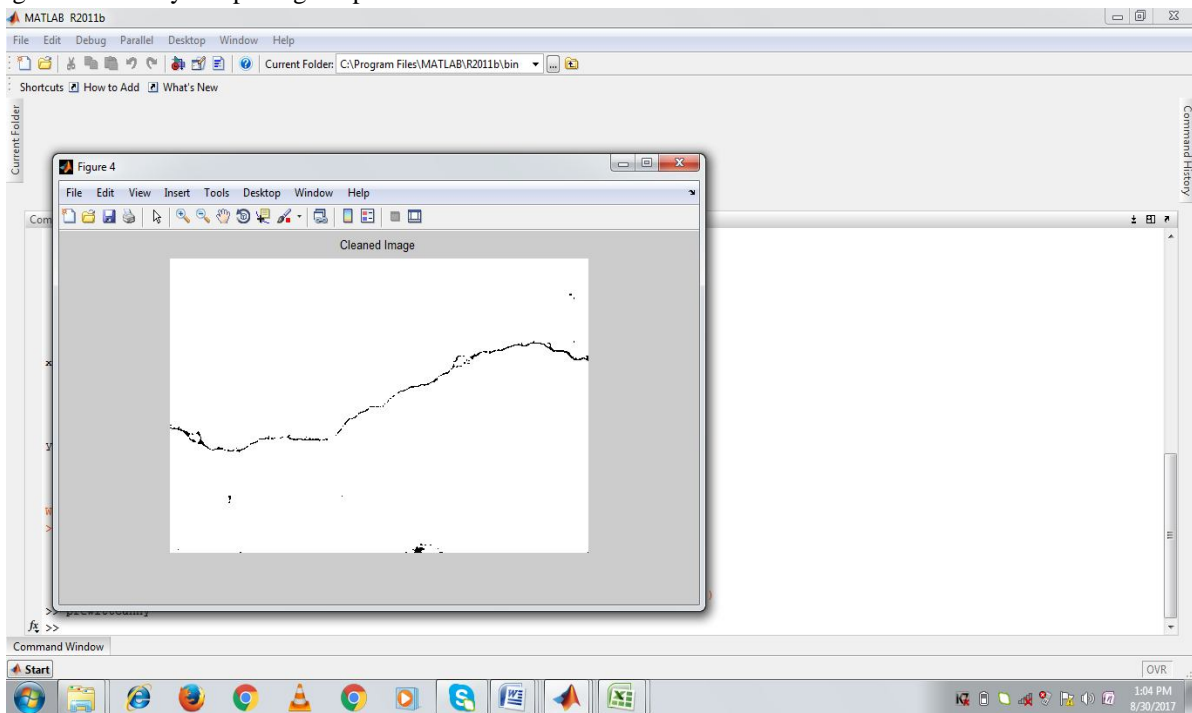 MATLAB R2011b
File Edit Debug Parallel Desktop Window Help
Current Folder: C:\Program Files\MATLAB\R2011b\bin
Shortcuts How to Add What's New
Current Folder
Command History
Figure 4
File Edit View Insert Tools Desktop Window Help
Com
Cleaned Image
x
y
W
>
)
>>
fx >>
Command Window
Start
OVR
1:04 PM
8/30/2017